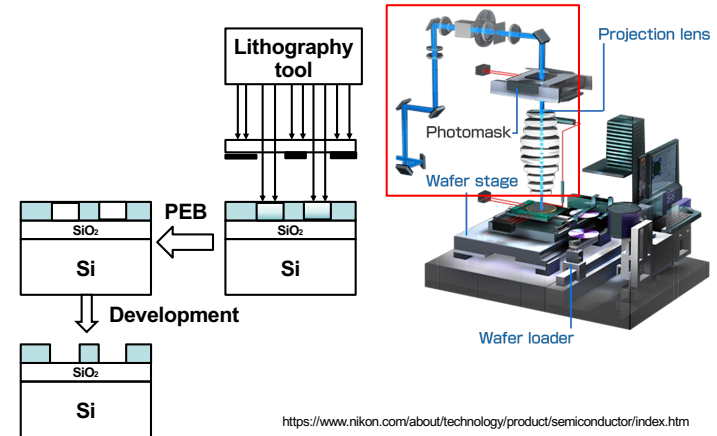 Lithography
tool
Projection lens
Photomask
Wafer stage
PEB
SiO₂
Si
SiO₂
Si
Development
Wafer loader
SiO₂
Si
https://www.nikon.com/about/technology/product/semiconductor/index.htm